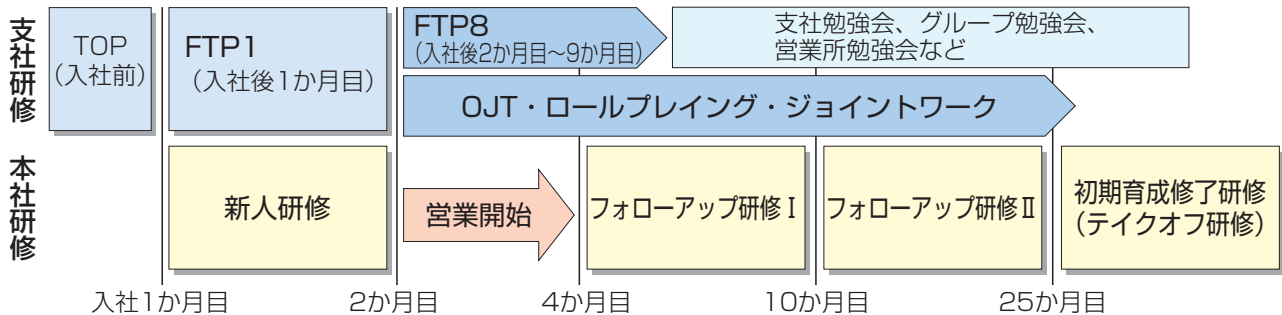 支社研修
TOP
(入社前)
FTP1
(入社後1か月目)
FTP8
(入社後2か月目～9か月目)
支社勉強会、グループ勉強会、
営業所勉強会など
OJT・ロールプレイング・ジョイントワーク
本社研修
新人研修
営業開始
フォローアップ研修Ⅰ
フォローアップ研修Ⅱ
初期育成修了研修
(テイクオフ研修)
入社1か月目
2か月目
4か月目
10か月目
25か月目